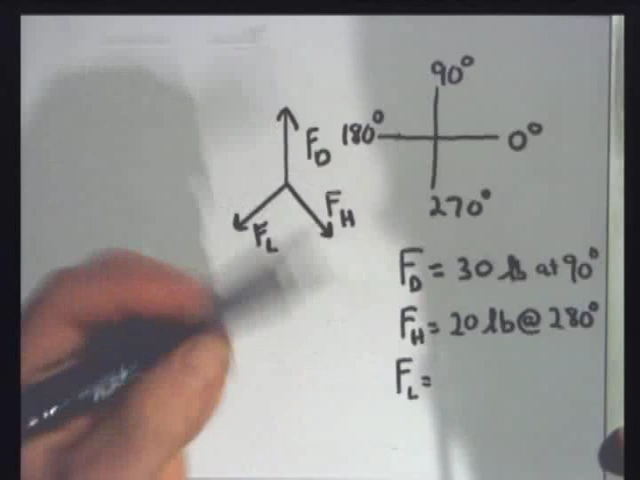 90°
F_D 180° 0°
F_L F_H
270°
F_D = 30 lb at 90°
F_H = 20 lb @ 280°
F_L =